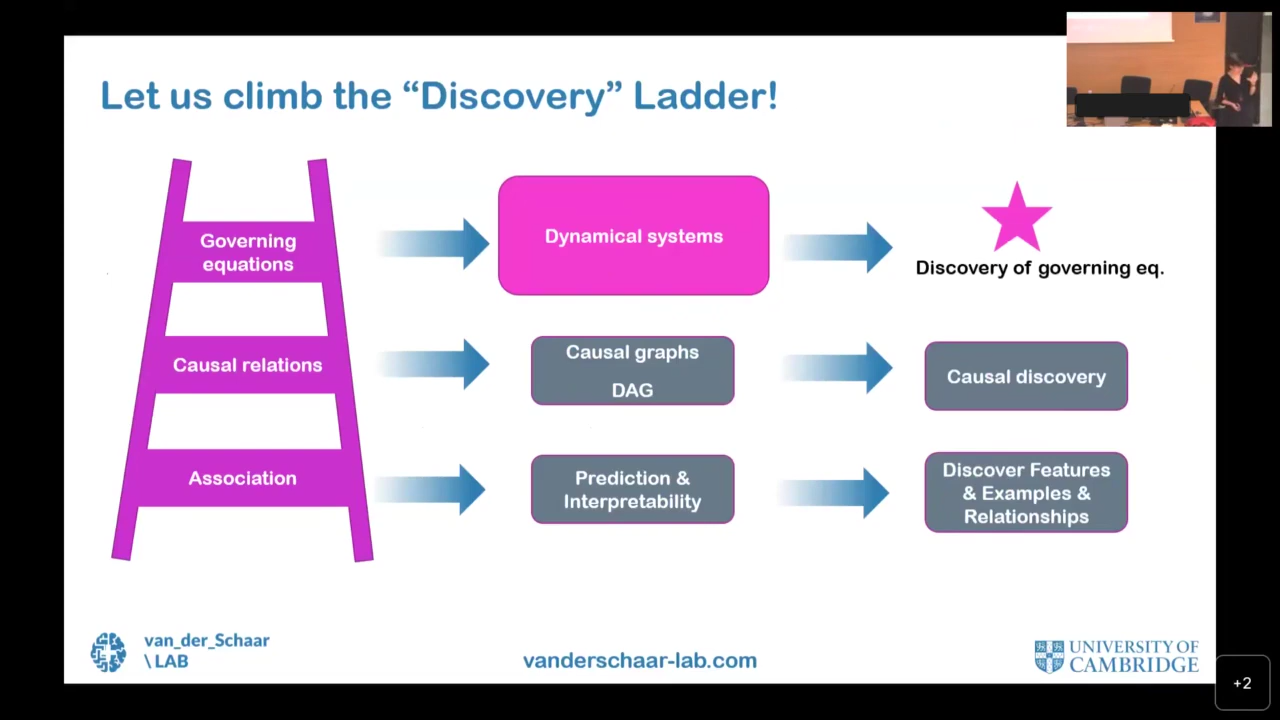 Let us climb the “Discovery” Ladder!
Governing
equations
Dynamical systems
Discovery of governing eq.
Causal relations
Causal graphs
DAG
Causal discovery
Association
Prediction &
Interpretability
Discover Features
& Examples &
Relationships
van_der_Schaar
\ LAB
vanderschaar-lab.com
UNIVERSITY OF
CAMBRIDGE
+2